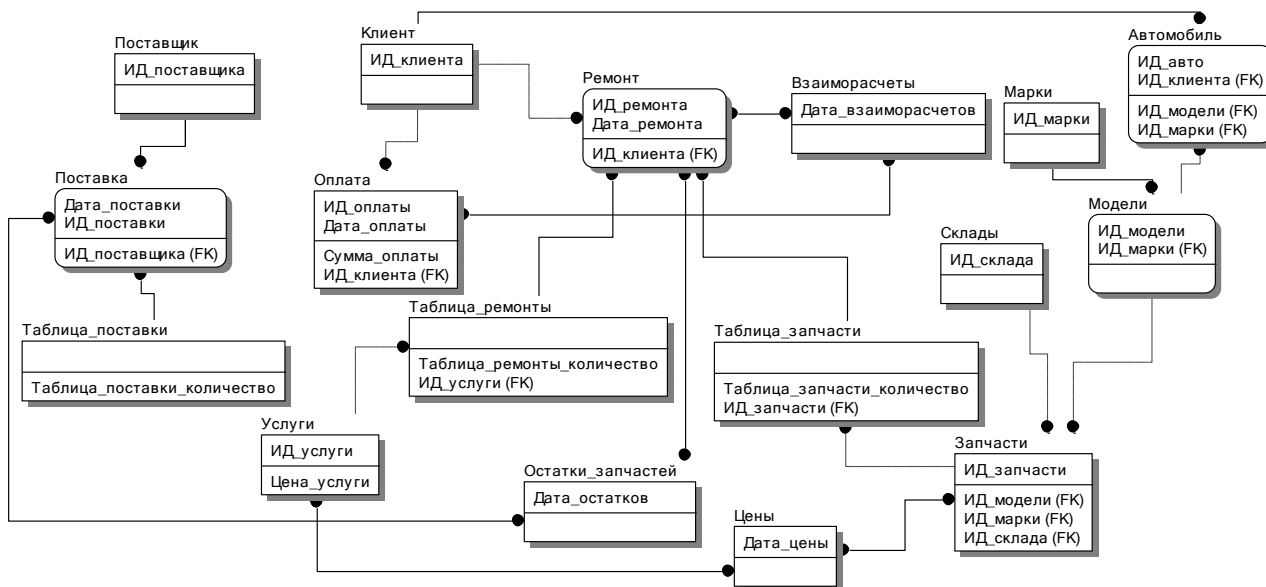 Поставщик
ИД_поставщика
Клиент
ИД_клиента
Автомобиль
ИД_авто
ИД_клиента (FK)
ИД_модели (FK)
ИД_марки (FK)
Ремонт
ИД_ремонта
Дата_ремонта
ИД_клиента (FK)
Взаиморасчеты
Дата_взаиморасчетов
Марки
ИД_марки
Поставка
Дата_поставки
ИД_поставки
ИД_поставщика (FK)
Оплата
ИД_оплаты
Дата_оплаты
Сумма_оплаты
ИД_клиента (FK)
Модели
ИД_модели
ИД_марки (FK)
Склады
ИД_склада
Таблица_поставки
Таблица_поставки_количество
Таблица_ремонты
Таблица_ремонты_количество
ИД_услуги (FK)
Таблица_запчасти
Таблица_запчасти_количество
ИД_запчасти (FK)
Услуги
ИД_услуги
Цена_услуги
Остатки_запчастей
Дата_остатков
Запчасти
ИД_запчасти
ИД_модели (FK)
ИД_марки (FK)
ИД_склада (FK)
Цены
Дата_цены